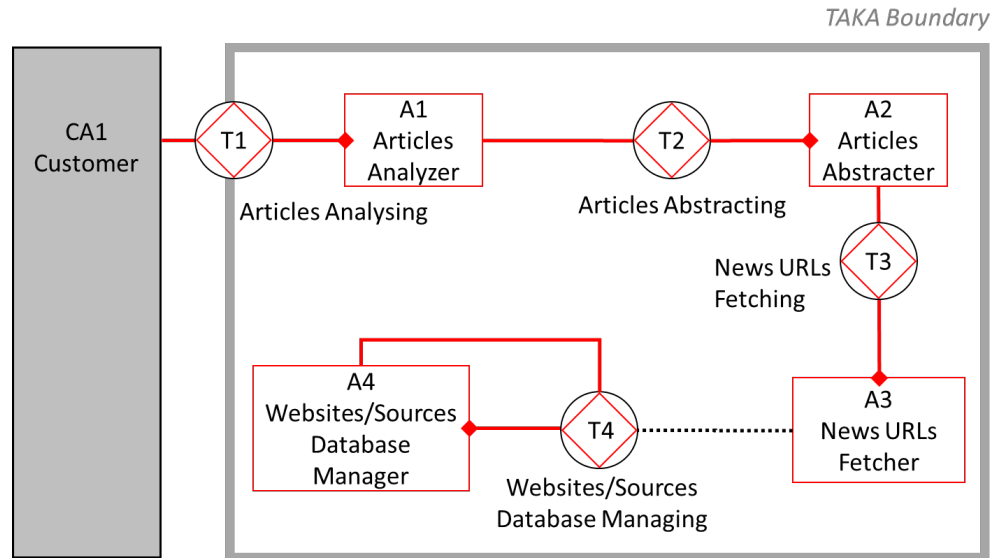 TAKA Boundary
CA1
Customer
T1
A1
Articles
Analyzer
T2
A2
Articles
Abstracter
Articles Analysing
Articles Abstracting
News URLs
Fetching
T3
A4
Websites/Sources
Database
Manager
T4
A3
News URLs
Fetcher
Websites/Sources
Database Managing